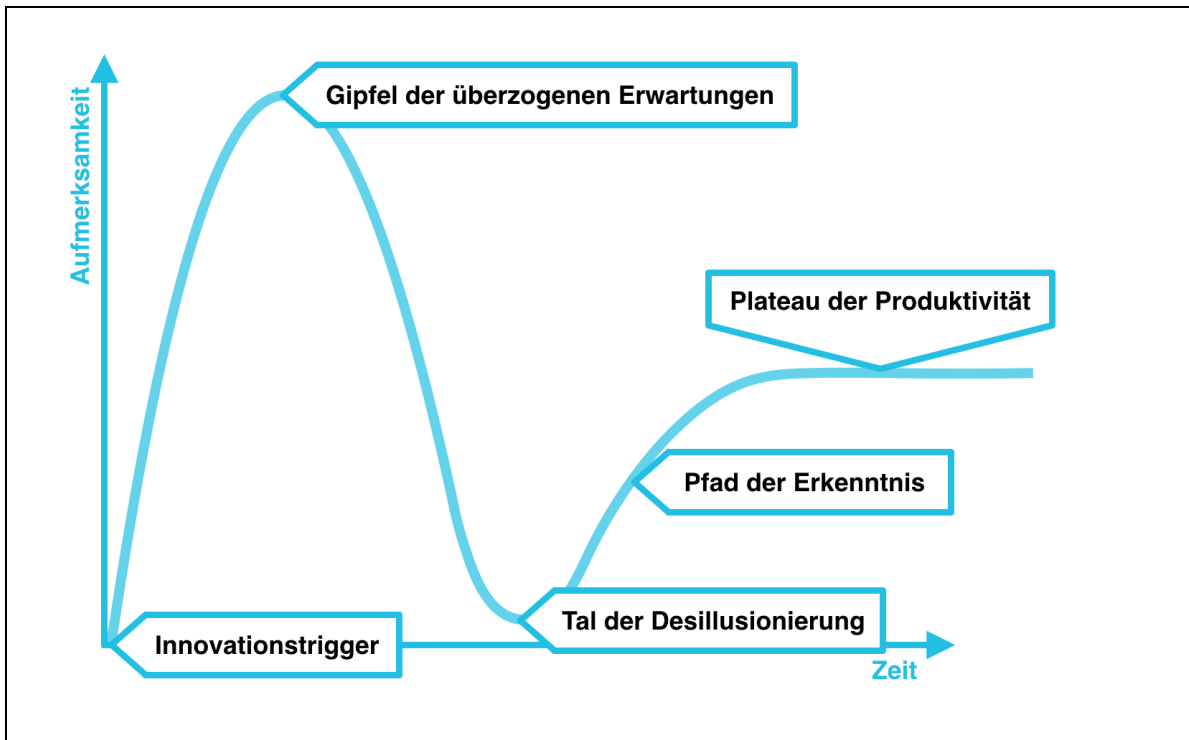 Aufmerksamkeit
Gipfel der überzogenen Erwartungen
Plateau der Produktivität
Pfad der Erkenntnis
Tal der Desillusionierung
Innovationstrigger
Zeit